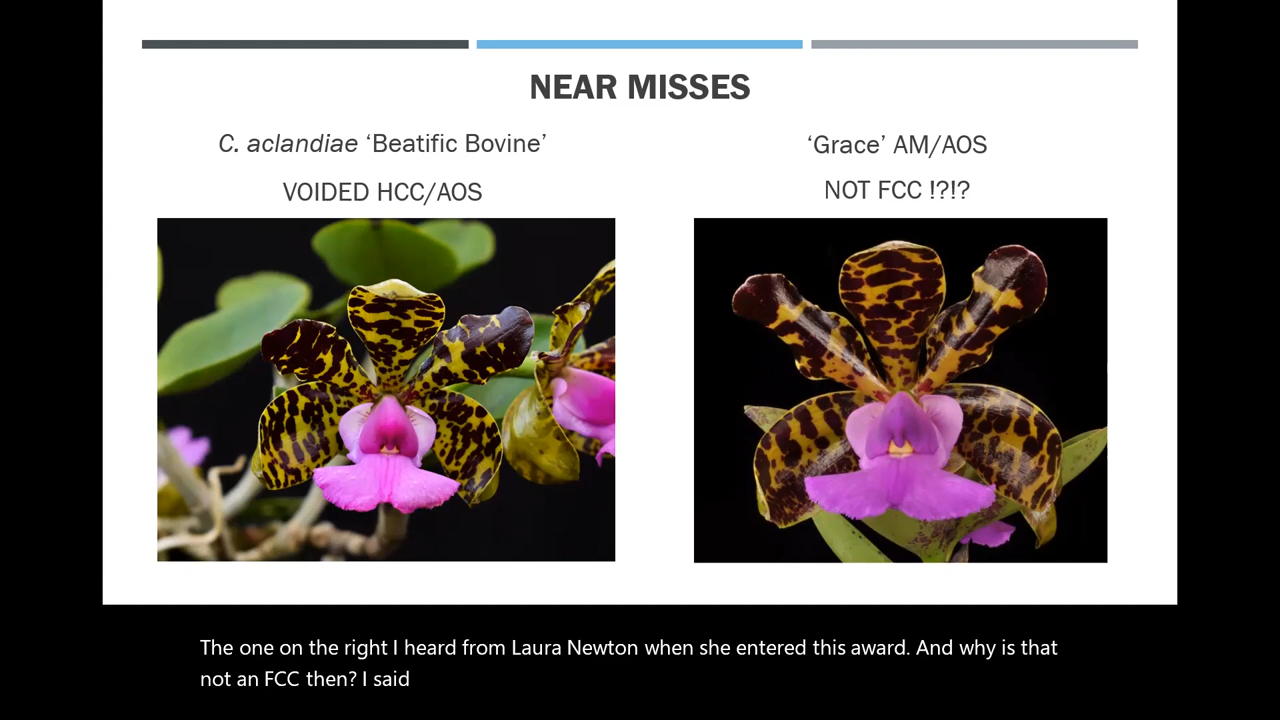 NEAR MISSES
C. aclandiae ‘Beatific Bovine’
VOIDED HCC/AOS
‘Grace’ AM/AOS
NOT FCC !?!?
The one on the right I heard from Laura Newton when she entered this award. And why is that
not an FCC then? I said